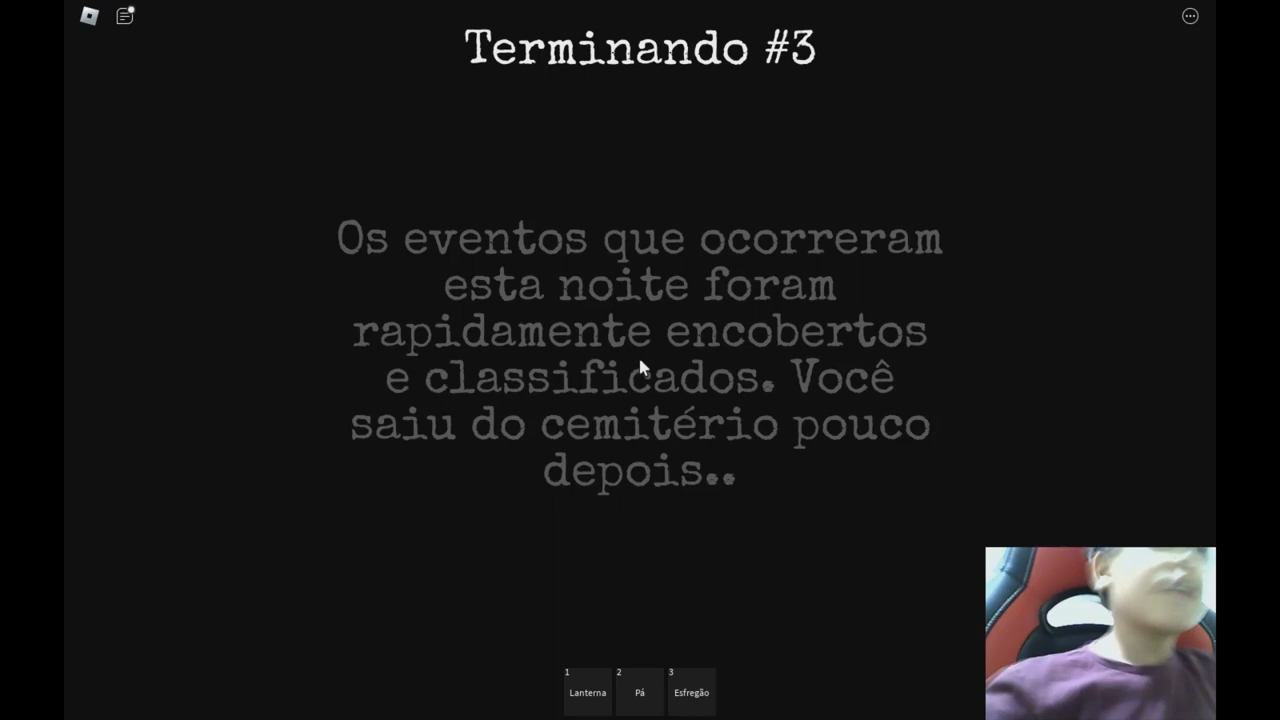 Terminando #3
Os eventos que ocorreram
esta noite foram
rapidamente encobertos
e classificados. Você
saiu do cemitério pouco
depois..
1 2 3
Lanterna Pá Esfregão